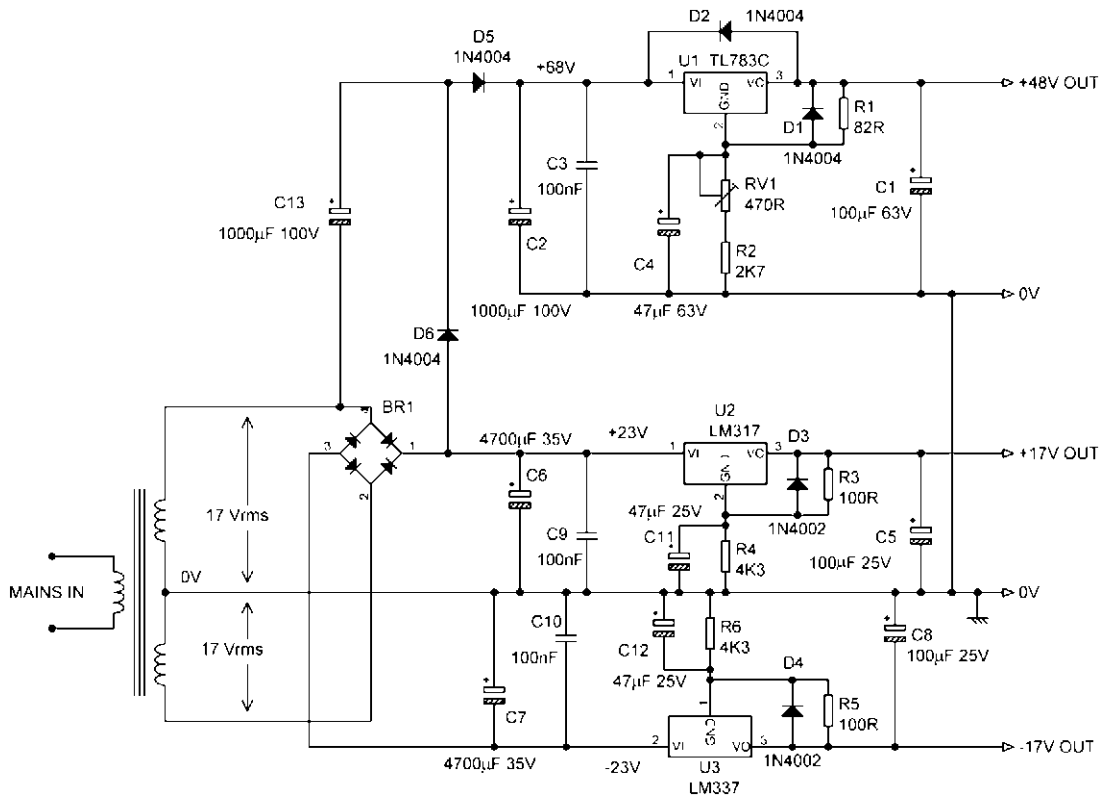 D2 1N4004
D5
1N4004
+68V
U1 TL783C
1 VI VO 3
GND
2
+48V OUT
R1
82R
D1
1N4004
C3
100nF
RV1
470R
C1
100µF 63V
C13
1000µF 100V
C2
C4
R2
2K7
1000µF 100V
47µF 63V
0V
D6
1N4004
BR1
4
3
1
2
4700µF 35V
+23V
U2
LM317
1 VI VO 3
GND
2
D3
+17V OUT
R3
100R
C6
17 Vrms
47µF 25V
1N4002
C9
100nF
C11
R4
4K3
C5
100µF 25V
MAINS IN
0V
0V
17 Vrms
C10
100nF
C12
47µF 25V
R6
4K3
C8
100µF 25V
D4
C7
R5
100R
1
GND
2 VI VO 3
4700µF 35V
-23V
U3
LM337
1N4002
-17V OUT